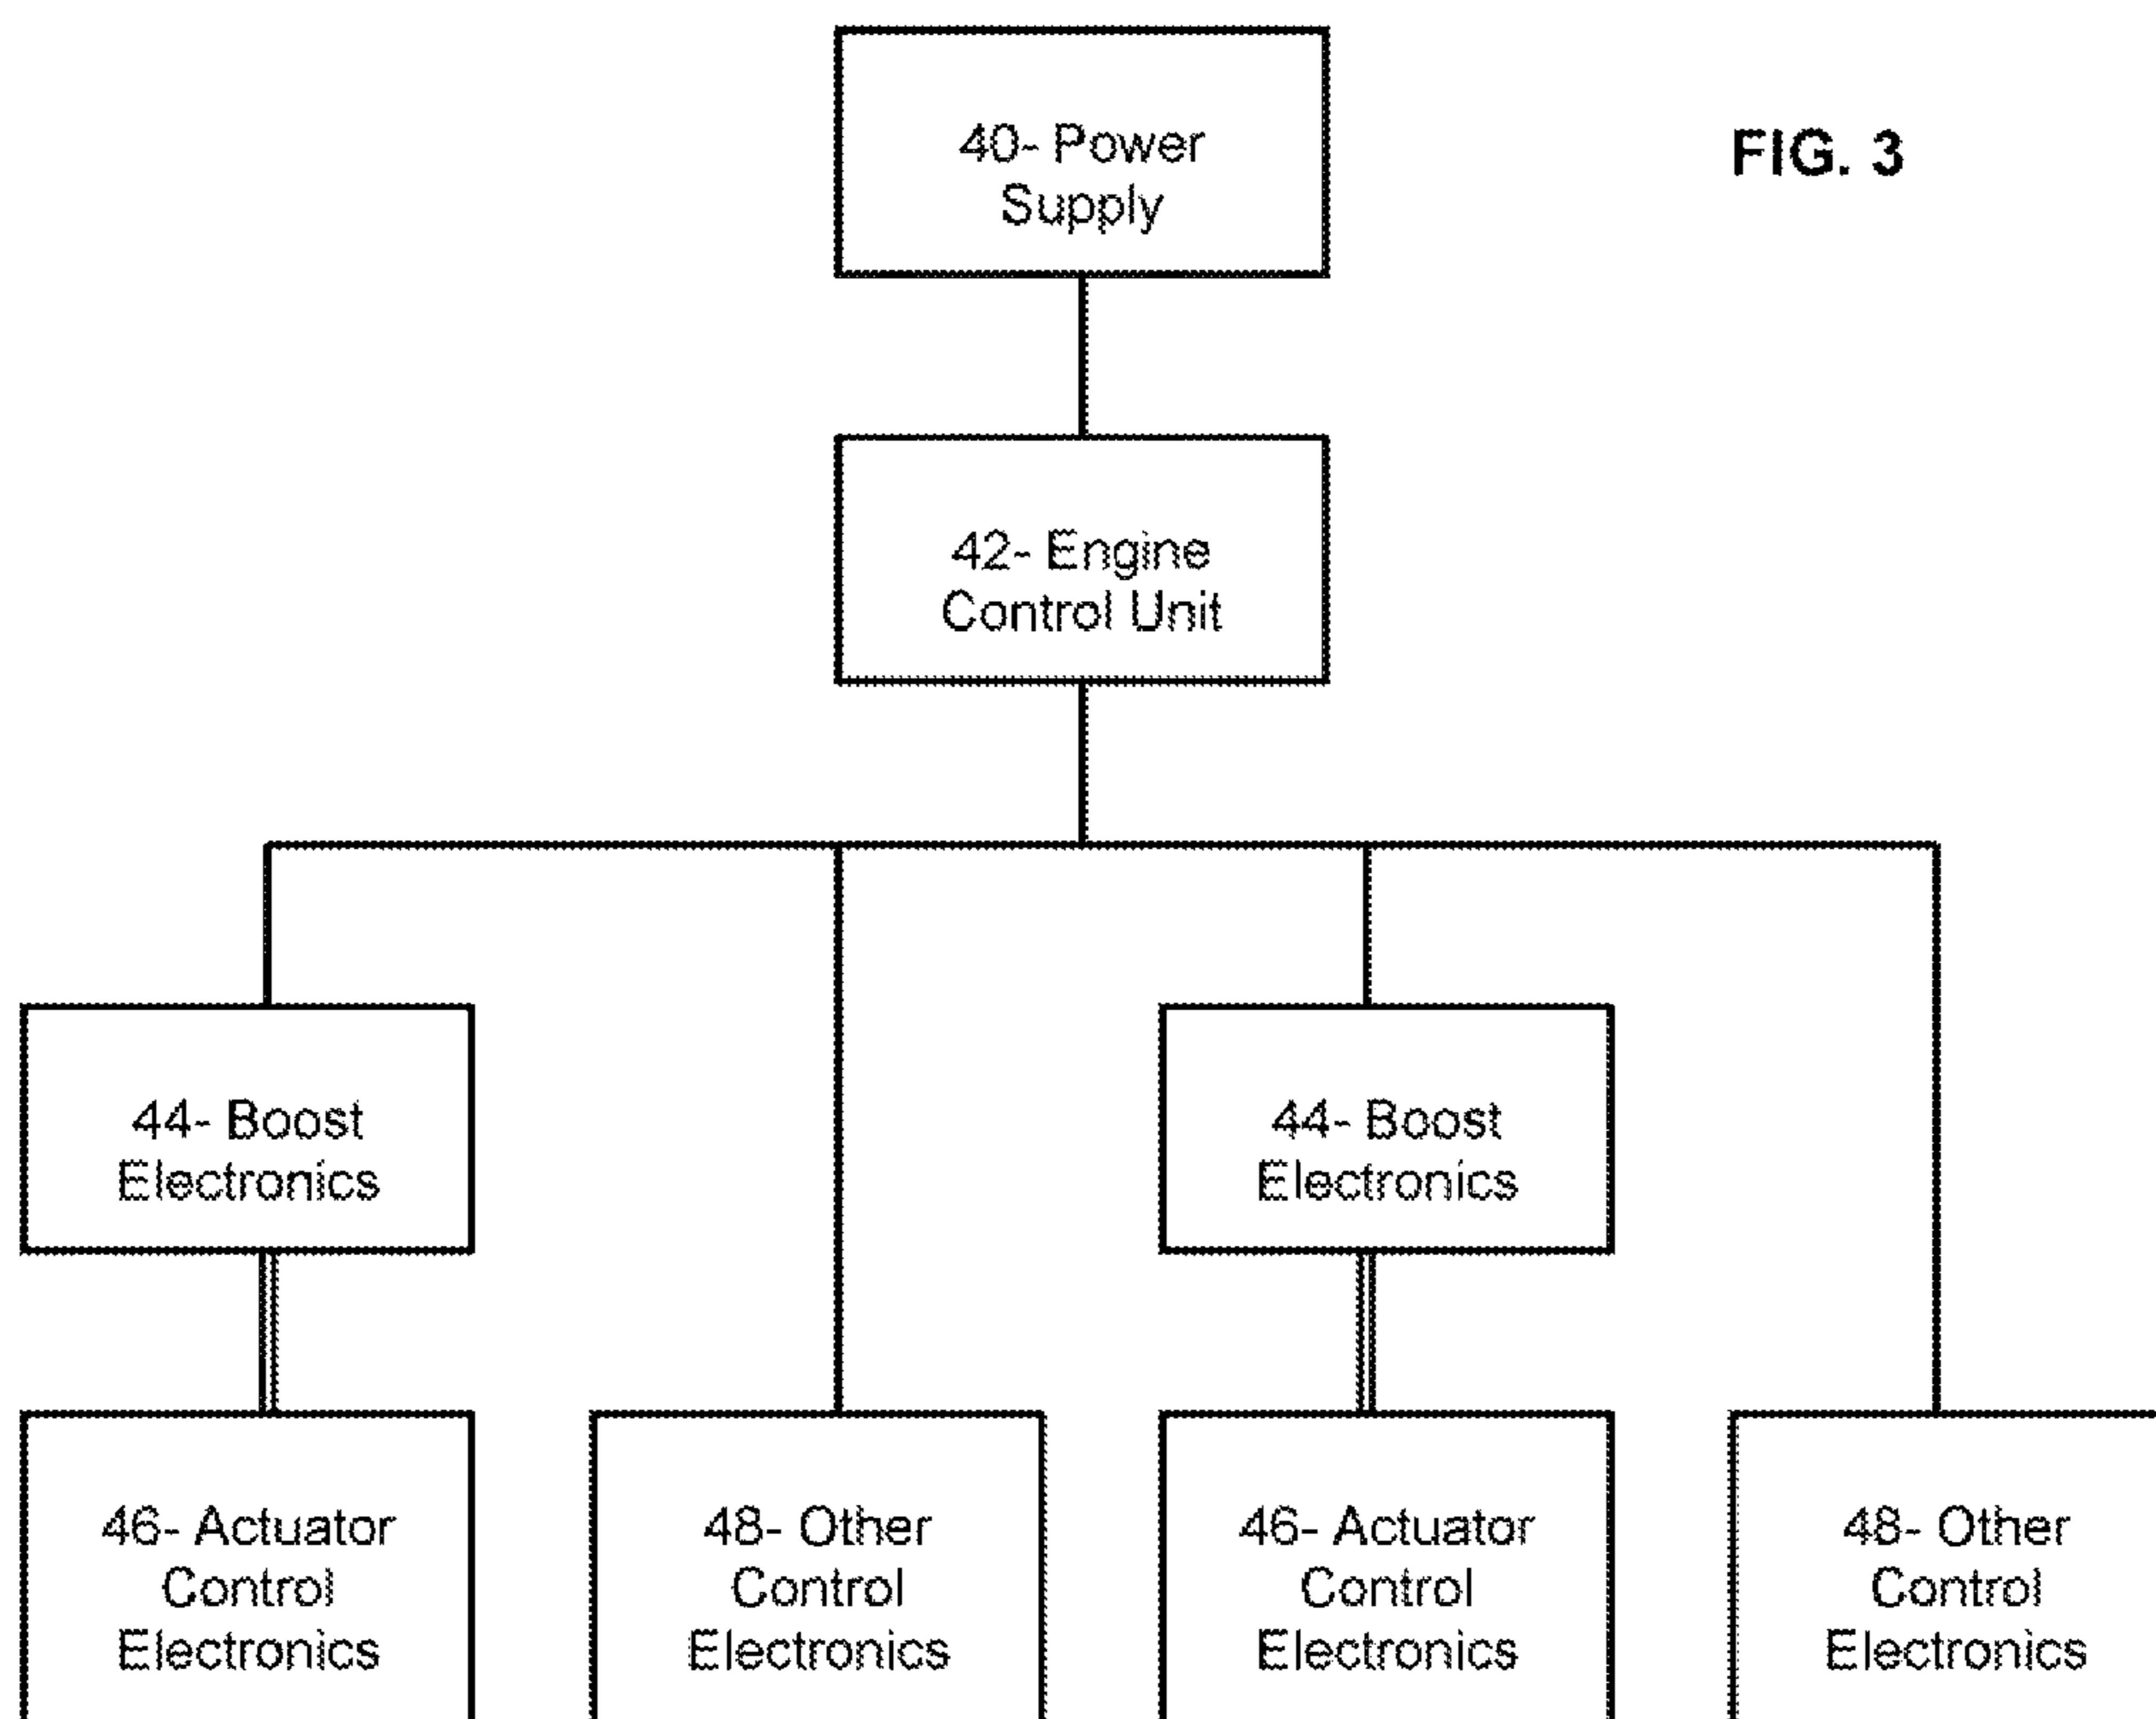 40- Power
Supply
FIG. 3
42- Engine
Control Unit
44- Boost
Electronics
44- Boost
Electronics
46- Actuator
Control
Electronics
48- Other
Control
Electronics
46- Actuator
Control
Electronics
48- Other
Control
Electronics